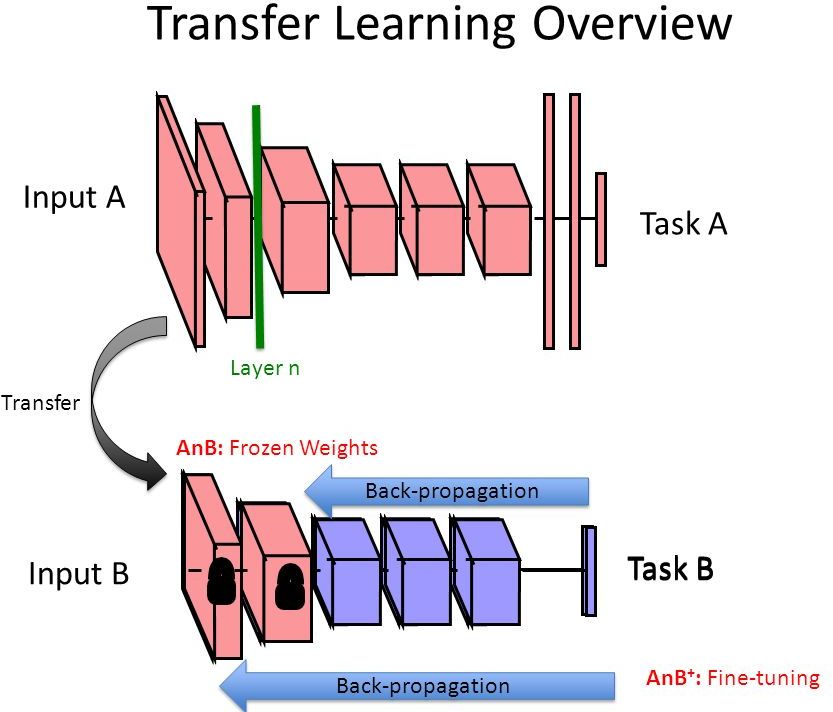 Transfer Learning Overview
Input A
Task A
Layer n
Transfer
AnB: Frozen Weights
Back-propagation
Input B
Task B
Back-propagation
AnB⁺: Fine-tuning